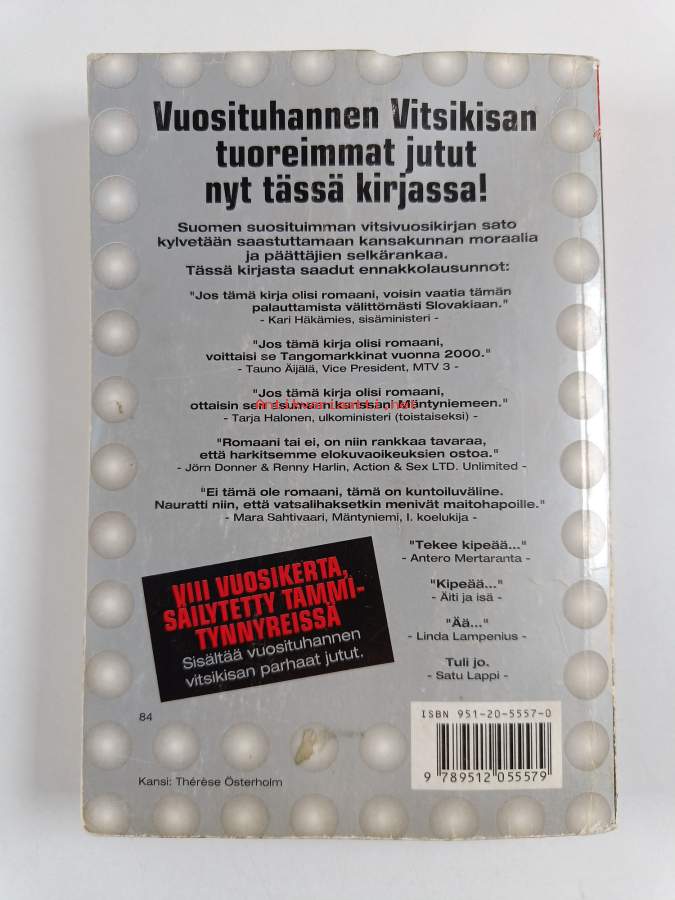 Vuosituhannen Vitsikisan
tuoreimmat jutut
nyt tässä kirjassa!
Suomen suosituimman vitsivuosikirjan sato
kylvetään saastuttamaan kansakunnan moraalia
ja päättäjien selkärankaa.
Tässä kirjasta saadut ennakkolausunnot:
"Jos tämä kirja olisi romaani, voisin vaatia tämän
palauttamista välittömästi Slovakiaan."
- Kari Häkämies, sisäministeri -
"Jos tämä kirja olisi romaani,
voittaisi se Tangomarkkinat vuonna 2000."
- Tauno Äijälä, Vice President, MTV 3 -
"Jos tämä kirja olisi romaani,
ottaisin sen asumaan kanssani Mäntyniemeen."
Antikvariaatti.net
- Tarja Halonen, ulkoministeri (toistaiseksi) -
"Romaani tai ei, on niin rankkaa tavaraa,
että harkitsemme elokuvaoikeuksien ostoa."
- Jörn Donner & Renny Harlin, Action & Sex LTD. Unlimited -
"Ei tämä ole romaani, tämä on kuntoiluväline.
Nauratti niin, että vatsalihaksetkin menivät maitohapoille."
- Mara Sahtivaari, Mäntyniemi, I. koelukija -
"Tekee kipeää..."
- Antero Mertaranta -
"Kipeää..."
- Äiti ja isä -
"Ää..."
- Linda Lampenius -
Tuli jo.
- Satu Lappi -
VIII VUOSIKERTA,
SÄILYTETTY TAMMI-
TYNNYREISSÄ
Sisältää vuosituhannen
vitsikisan parhaat jutut.
84
ISBN 951-20-5557-0
9 789512 055579
Kansi: Thérèse Österholm